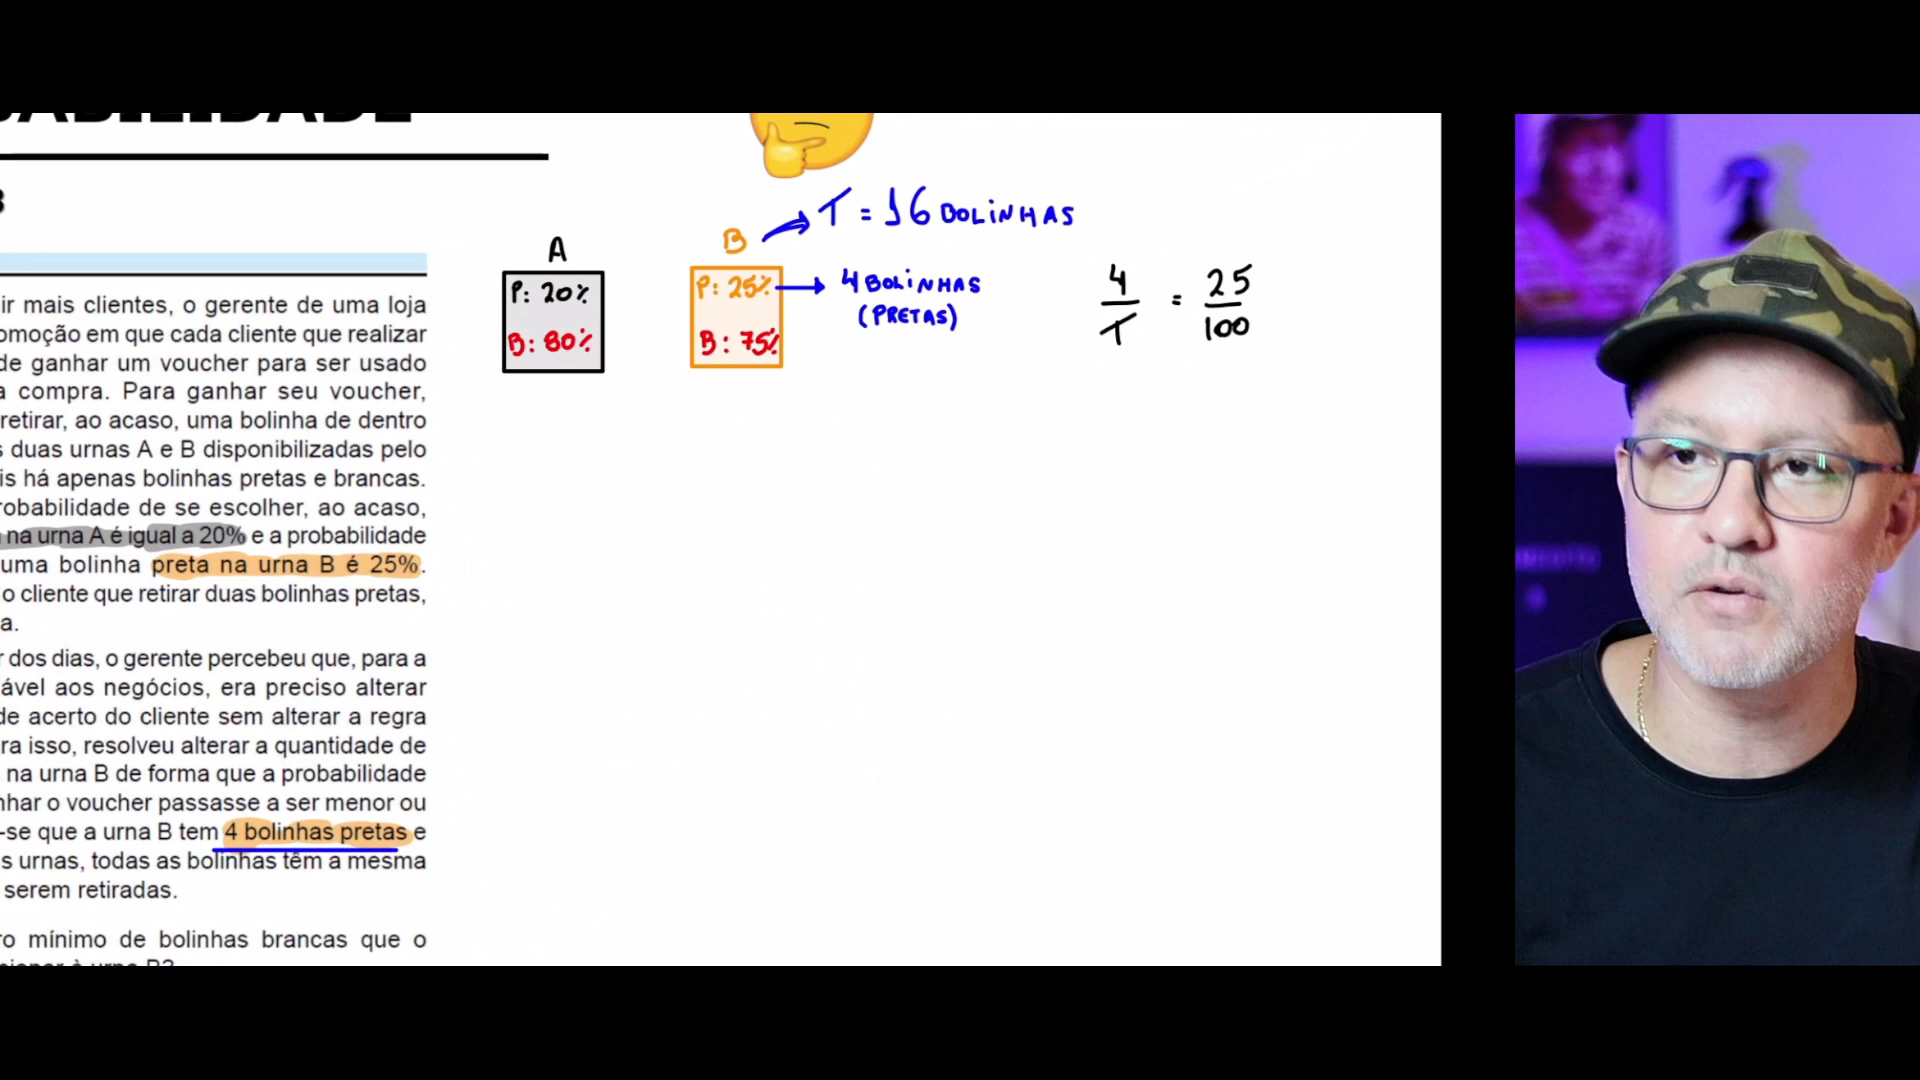 ABILIDADE
T = 16 BOLINHAS
A
B
P: 20%
B: 80%
P: 25%
B: 75%
4 BOLINHAS
(PRETAS)
4/T = 25/100
ir mais clientes, o gerente de uma loja
omoção em que cada cliente que realizar
de ganhar um voucher para ser usado
a compra. Para ganhar seu voucher,
retirar, ao acaso, uma bolinha de dentro
s duas urnas A e B disponibilizadas pelo
is há apenas bolinhas pretas e brancas.
robabilidade de se escolher, ao acaso,
na urna A é igual a 20% e a probabilidade
uma bolinha preta na urna B é 25%.
o cliente que retirar duas bolinhas pretas,
a.
r dos dias, o gerente percebeu que, para a
ável aos negócios, era preciso alterar
de acerto do cliente sem alterar a regra
ra isso, resolveu alterar a quantidade de
na urna B de forma que a probabilidade
nhar o voucher passasse a ser menor ou
-se que a urna B tem 4 bolinhas pretas e
s urnas, todas as bolinhas têm a mesma
serem retiradas.
ro mínimo de bolinhas brancas que o